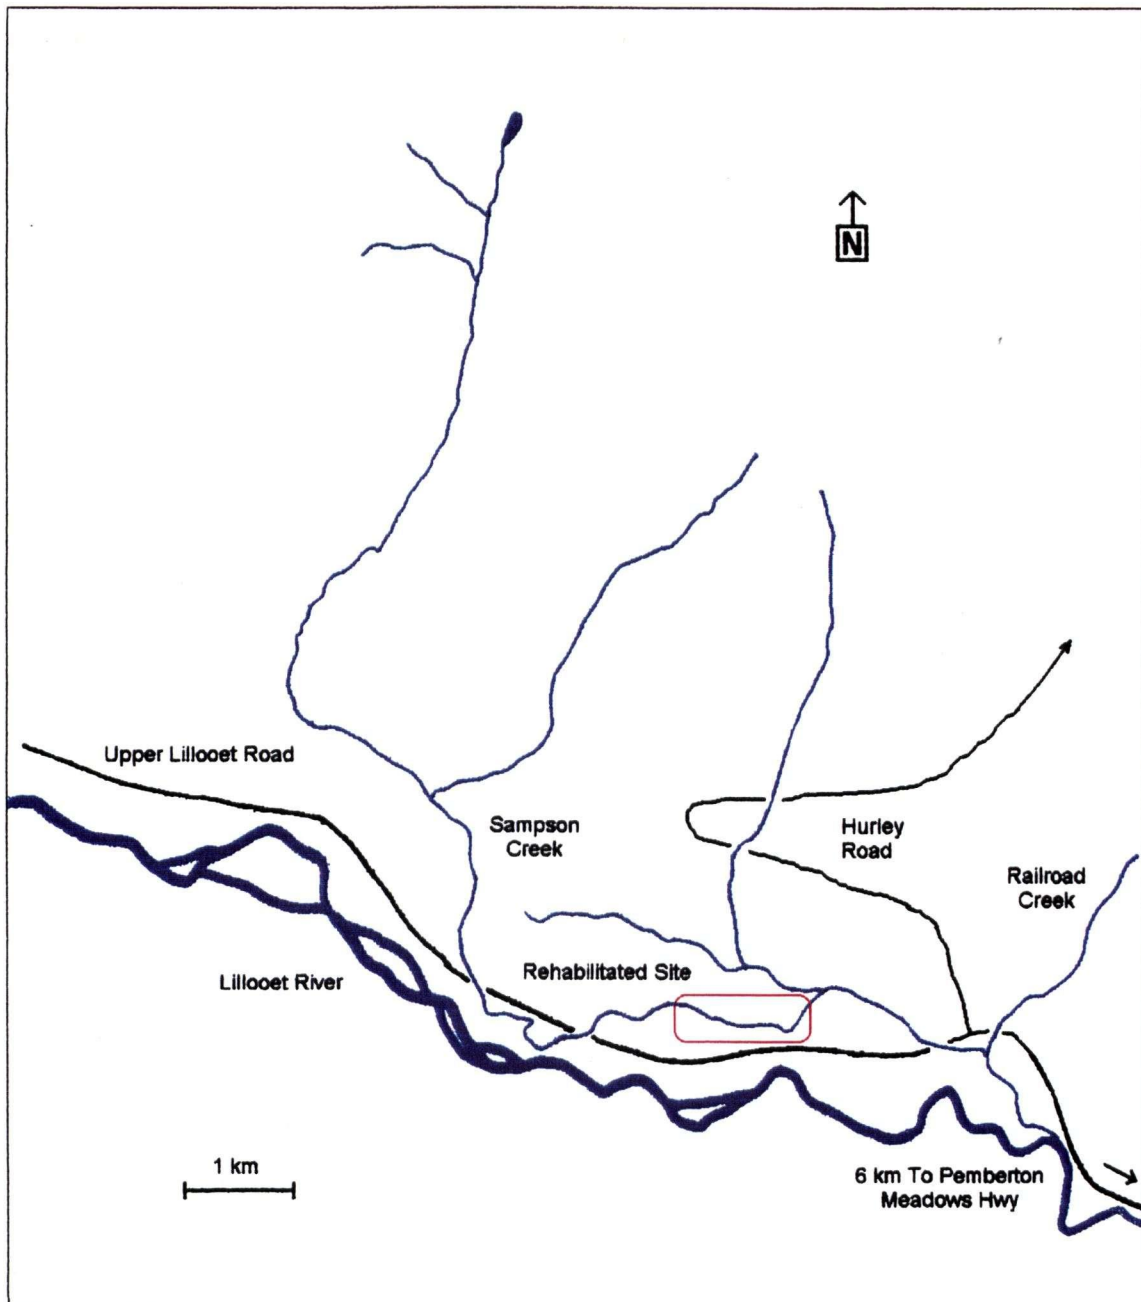 N
Upper Lillooet Road
Sampson
Creek
Hurley
Road
Railroad
Creek
Rehabilitated Site
Lillooet River
1 km
6 km To Pemberton
Meadows Hwy